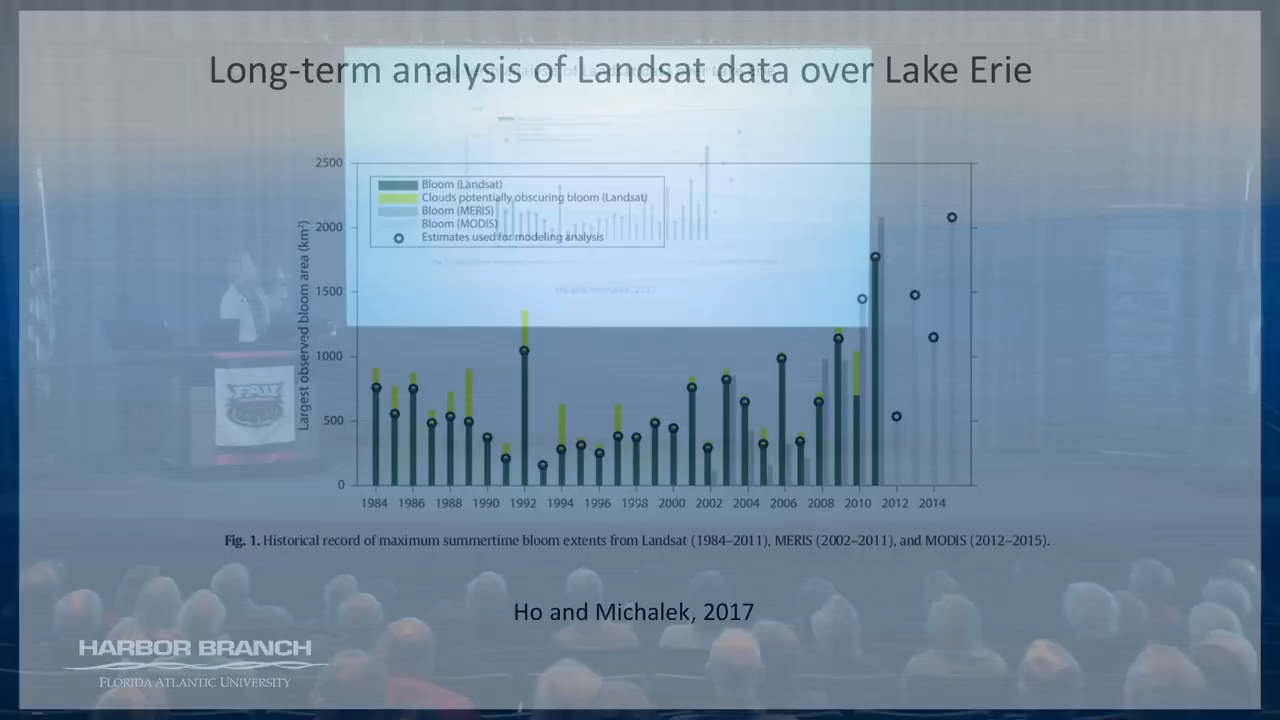 Long-term analysis of Landsat data over Lake Erie
2500
2000
1500
1000
500
0
Largest observed bloom area (km²)
Bloom (Landsat)
Clouds potentially obscuring bloom (Landsat)
Bloom (MERIS)
Bloom (MODIS)
Estimates used for modeling analysis
1984 1986 1988 1990 1992 1994 1996 1998 2000 2002 2004 2006 2008 2010 2012 2014
Fig. 1. Historical record of maximum summertime bloom extents from Landsat (1984–2011), MERIS (2002–2011), and MODIS (2012–2015).
Ho and Michalek, 2017
FAU
HARBOR BRANCH
FLORIDA ATLANTIC UNIVERSITY